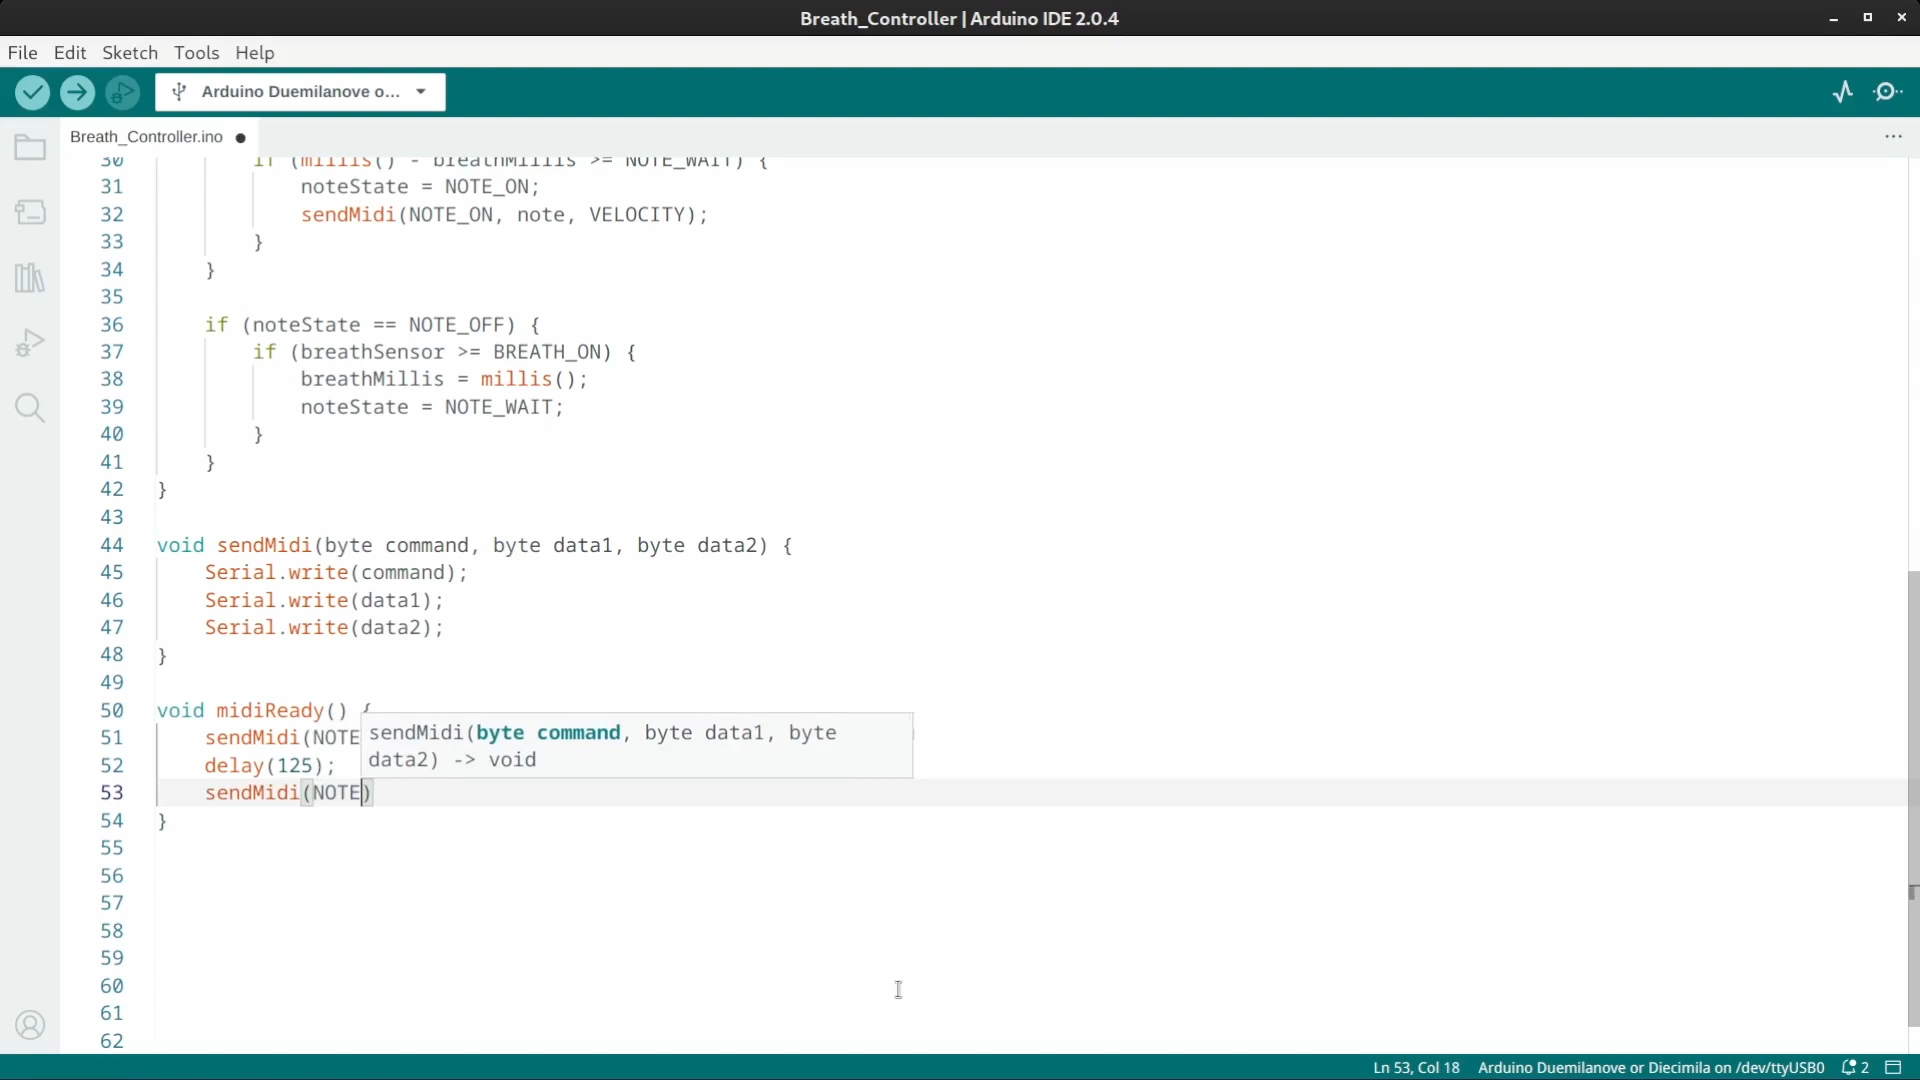 Breath_Controller | Arduino IDE 2.0.4
File Edit Sketch Tools Help
Arduino Duemilanove o...
Breath_Controller.ino
30 if (millis() - breathMillis >= NOTE_WAIT) {
31 noteState = NOTE_ON;
32 sendMidi(NOTE_ON, note, VELOCITY);
33 }
34 }
35
36 if (noteState == NOTE_OFF) {
37 if (breathSensor >= BREATH_ON) {
38 breathMillis = millis();
39 noteState = NOTE_WAIT;
40 }
41 }
42 }
43
44 void sendMidi(byte command, byte data1, byte data2) {
45 Serial.write(command);
46 Serial.write(data1);
47 Serial.write(data2);
48 }
49
50 void midiReady() {
51 sendMidi(NOTE
sendMidi(byte command, byte data1, byte
data2) -> void
52 delay(125);
53 sendMidi(NOTE)
54 }
55
56
57
58
59
60
61
62
Ln 53, Col 18 Arduino Duemilanove or Diecimila on /dev/ttyUSB0 2